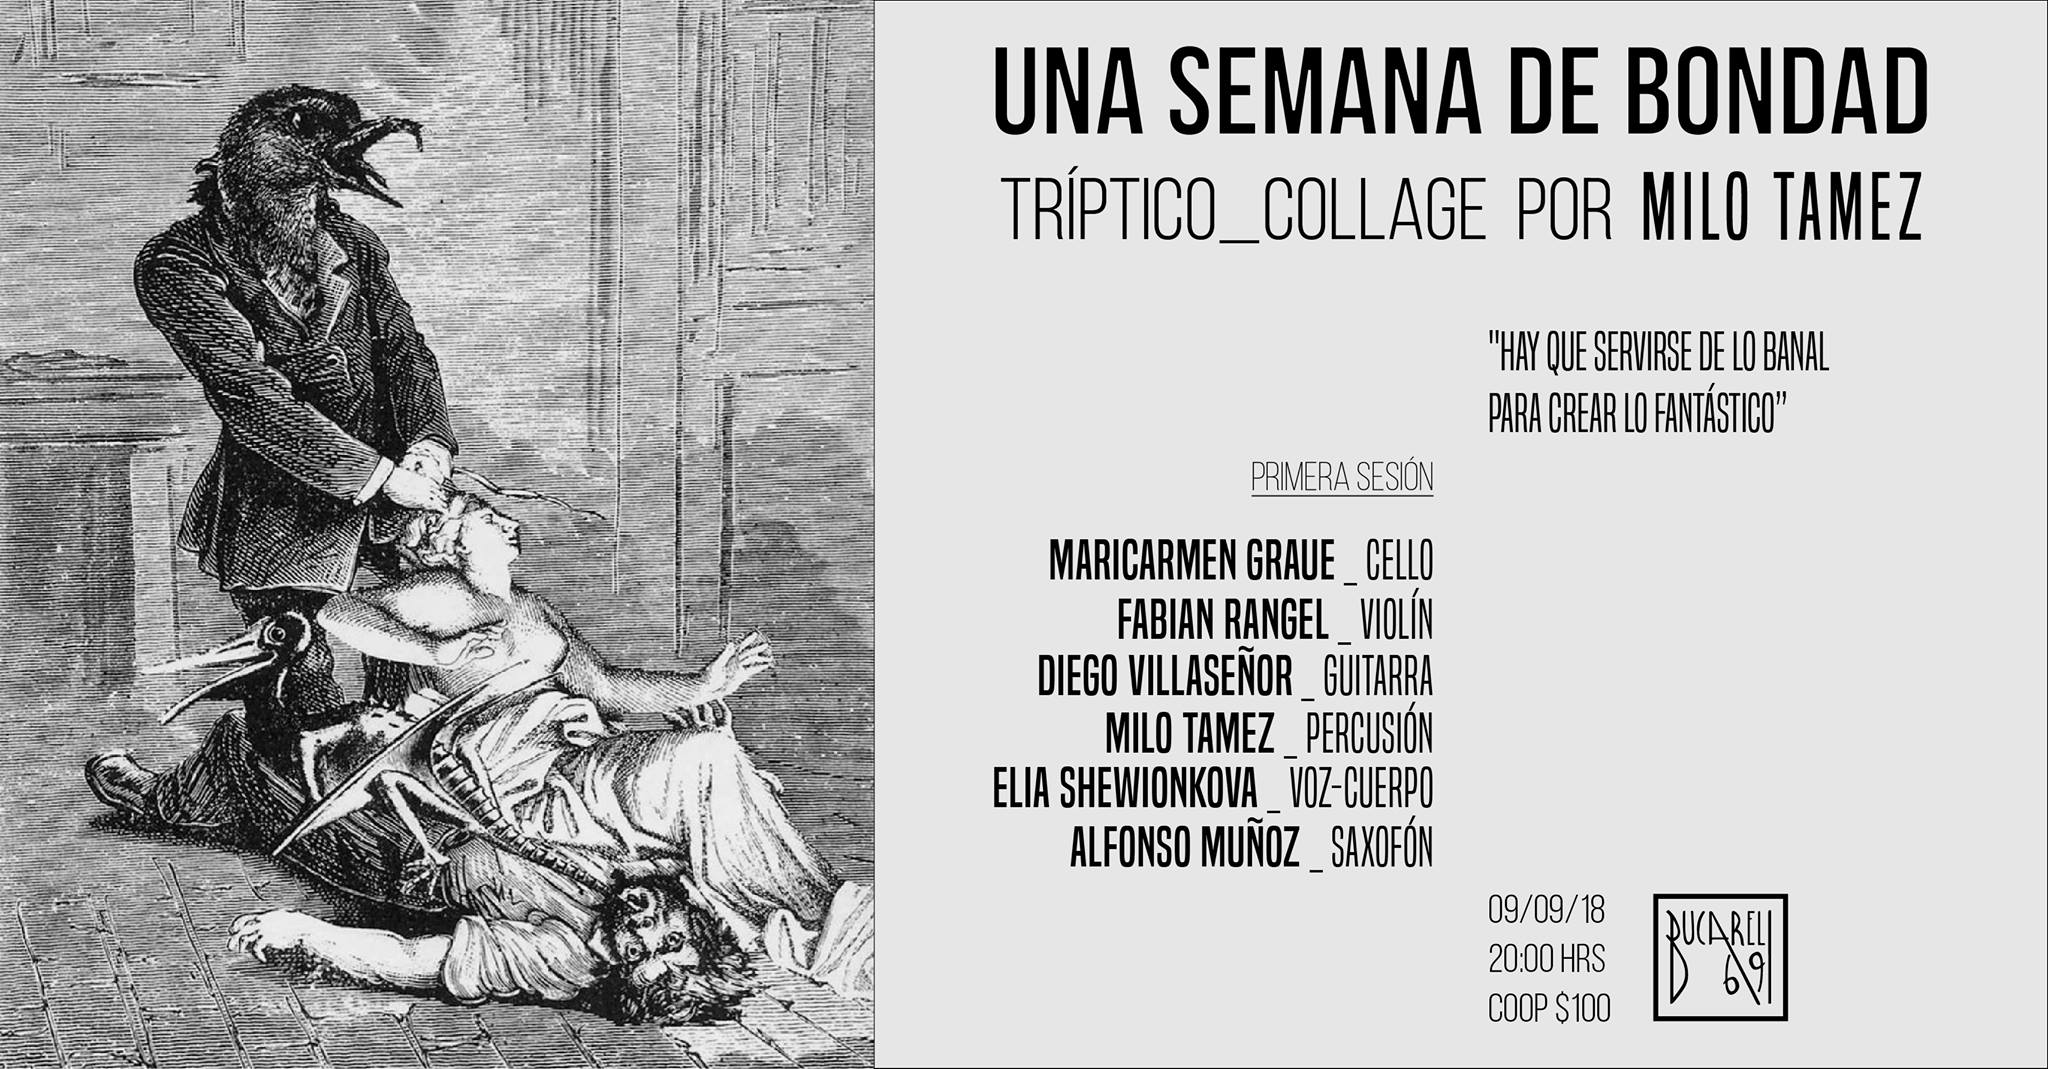 UNA SEMANA DE BONDAD
TRÍPTICO_COLLAGE POR MILO TAMEZ
"HAY QUE SERVIRSE DE LO BANAL
PARA CREAR LO FANTÁSTICO”
PRIMERA SESIÓN
MARICARMEN GRAUE _ CELLO
FABIAN RANGEL _ VIOLÍN
DIEGO VILLASEÑOR _ GUITARRA
MILO TAMEZ _ PERCUSIÓN
ELIA SHEWIONKOVA _ VOZ-CUERPO
ALFONSO MUÑOZ _ SAXOFÓN
09/09/18
20:00 HRS
COOP $100
BUCARELI
69